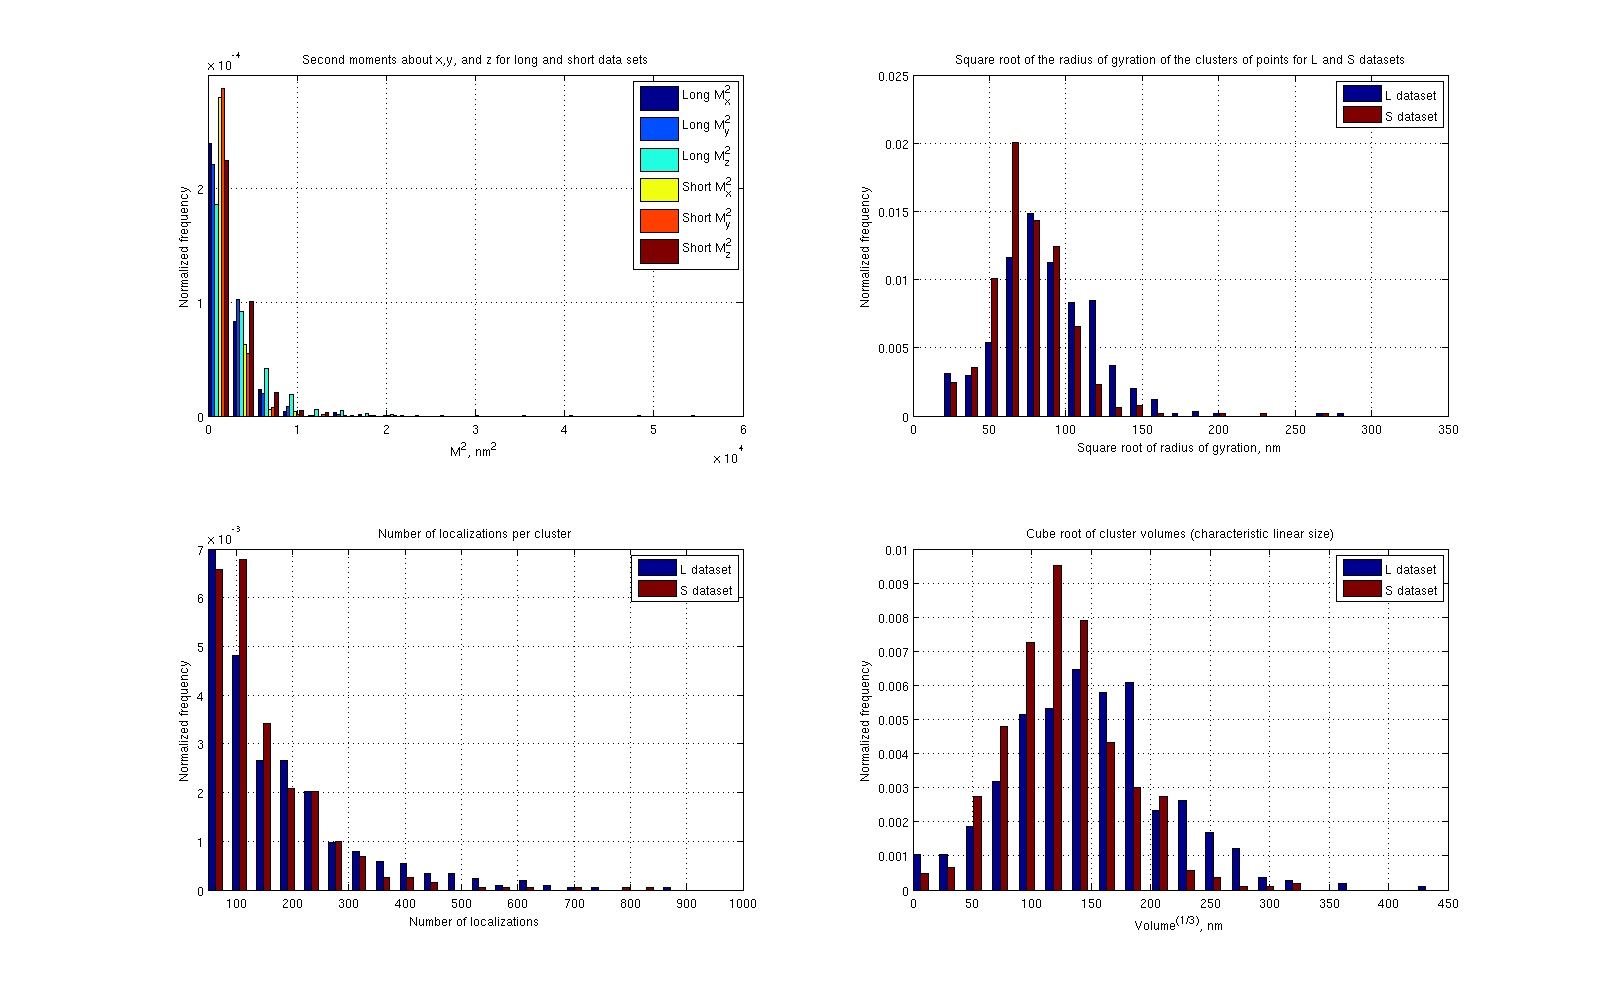 Second moments about x,y, and z for long and short data sets
x 10^-4
Normalized frequency
2
1
0
0 1 2 3 4 5 6
M^2, nm^2
x 10^4
Long M_x^2
Long M_y^2
Long M_z^2
Short M_x^2
Short M_y^2
Short M_z^2
Square root of the radius of gyration of the clusters of points for L and S datasets
Normalized frequency
0.025
0.02
0.015
0.01
0.005
0
0 50 100 150 200 250 300 350
Square root of radius of gyration, nm
L dataset
S dataset
Number of localizations per cluster
x 10^-3
Normalized frequency
7
6
5
4
3
2
1
0
100 200 300 400 500 600 700 800 900 1000
Number of localizations
L dataset
S dataset
Cube root of cluster volumes (characteristic linear size)
Normalized frequency
0.01
0.009
0.008
0.007
0.006
0.005
0.004
0.003
0.002
0.001
0
0 50 100 150 200 250 300 350 400 450
Volume^(1/3), nm
L dataset
S dataset